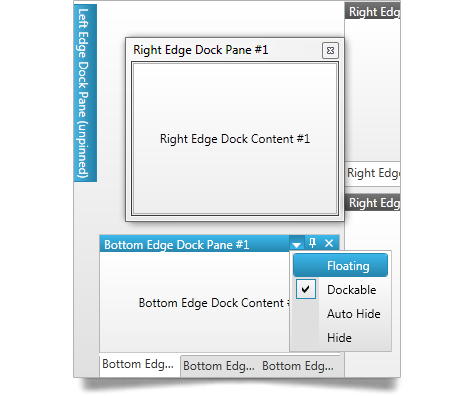 Left Edge Dock Pane (unpinned)
Right Edg
Right Edge Dock Pane #1
Right Edge Dock Content #1
Right Edg
Right Edg
Bottom Edge Dock Pane #1
Bottom Edge Dock Content
Floating
Dockable
Auto Hide
Hide
Bottom Edg...
Bottom Edg...
Bottom Edg...